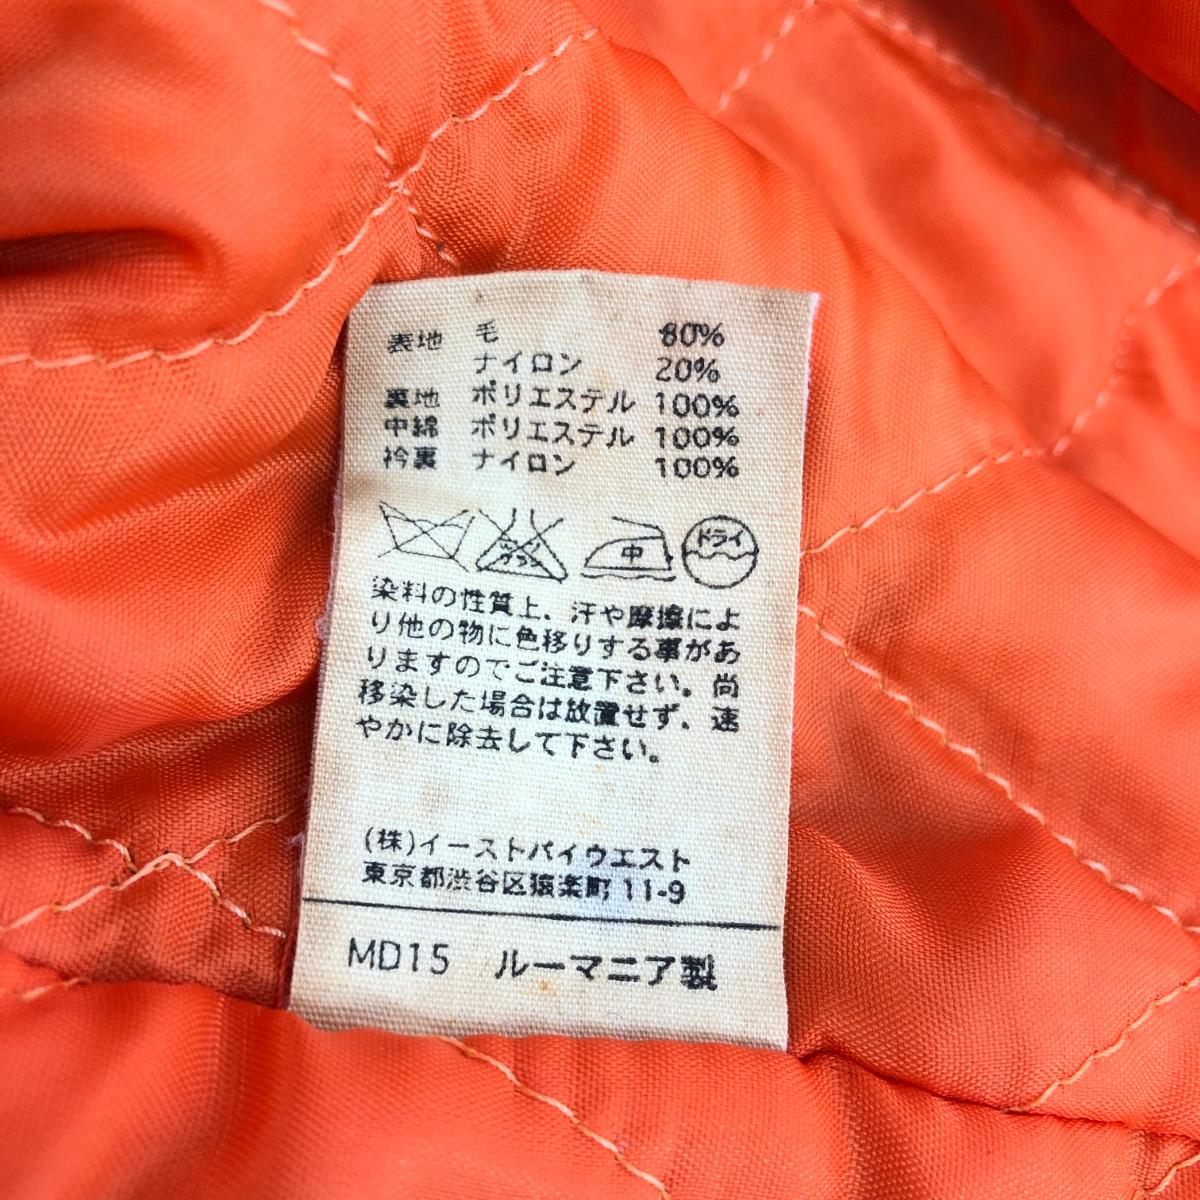 表地 毛 80%
ナイロン 20%
裏地 ポリエステル 100%
中綿 ポリエステル 100%
衿裏 ナイロン 100%
中 ドライ
染料の性質上、汗や摩擦によ
り他の物に色移りする事があ
りますのでご注意下さい。尚
移染した場合は放置せず、速
やかに除去して下さい。
(株)イーストバイウエスト
東京都渋谷区猿楽町 11-9
MD15 ルーマニア製